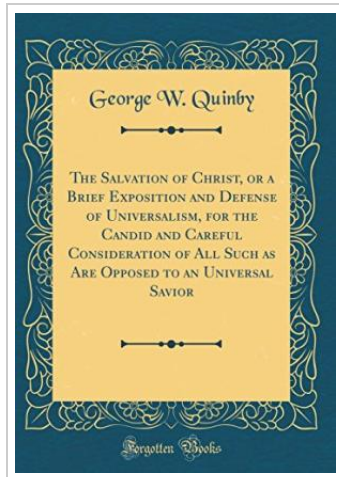 George W. Quinby
The Salvation of Christ, or a
Brief Exposition and Defense
of Universalism, for the
Candid and Careful
Consideration of All Such as
Are Opposed to an Universal
Savior
Forgotten Books